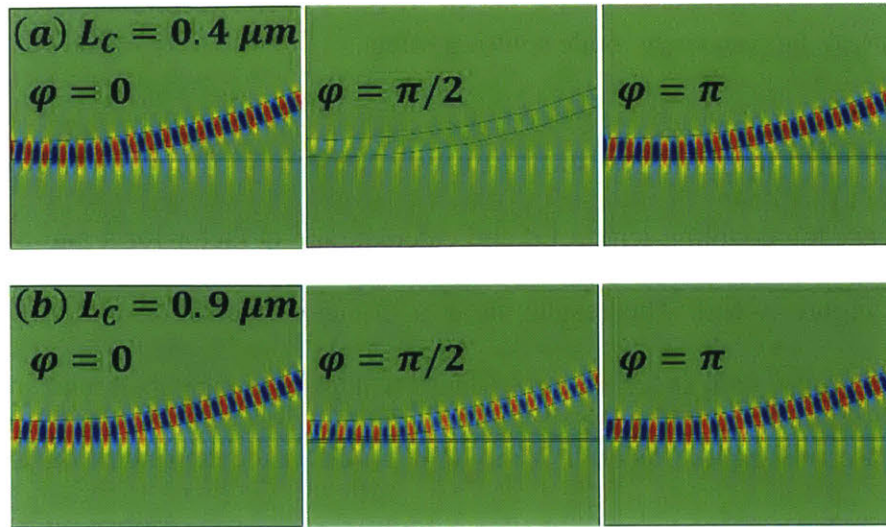 (a) L_C = 0.4 μm
φ = 0
φ = π/2
φ = π
(b) L_C = 0.9 μm
φ = 0
φ = π/2
φ = π